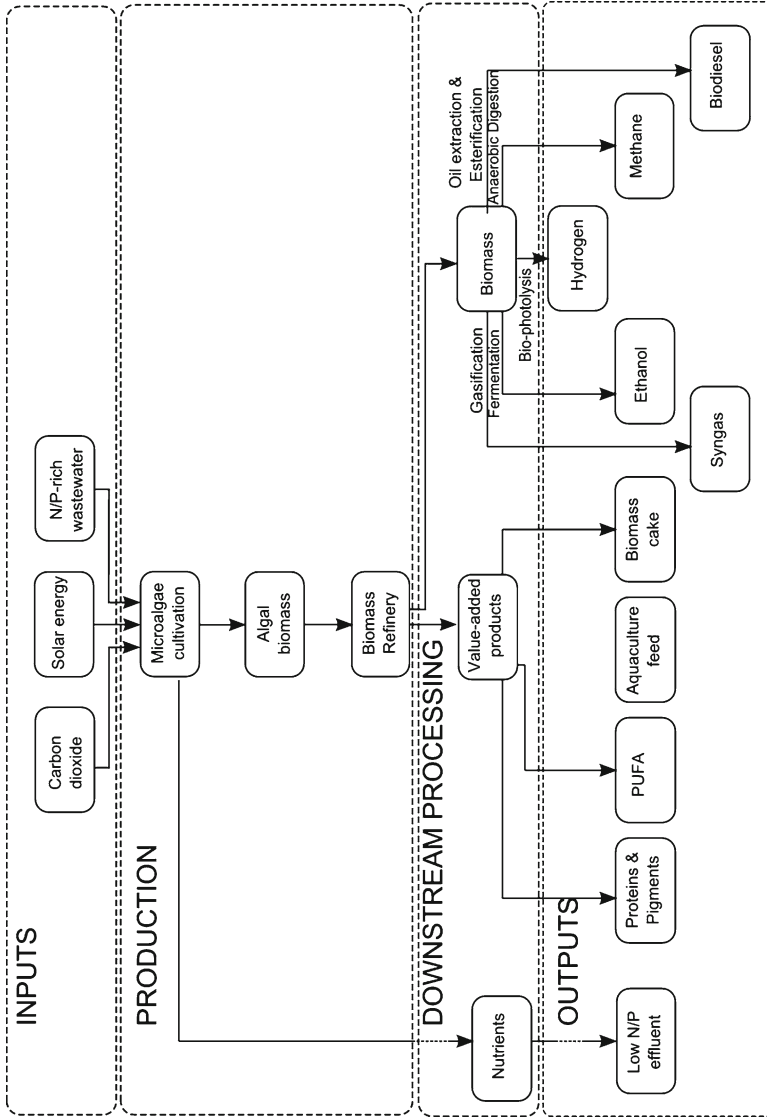 INPUTS
Carbon
dioxide
Solar energy
N/P-rich
wastewater
PRODUCTION
Microalgae
cultivation
Algal
biomass
Biomass
Refinery
DOWNSTREAM PROCESSING
Nutrients
Value-added
products
Biomass
Gasification
Fermentation
Bio-photolysis
Oil extraction &
Esterification
Anaerobic Digestion
OUTPUTS
Low N/P
effluent
Proteins &
Pigments
PUFA
Aquaculture
feed
Biomass
cake
Syngas
Ethanol
Hydrogen
Methane
Biodiesel